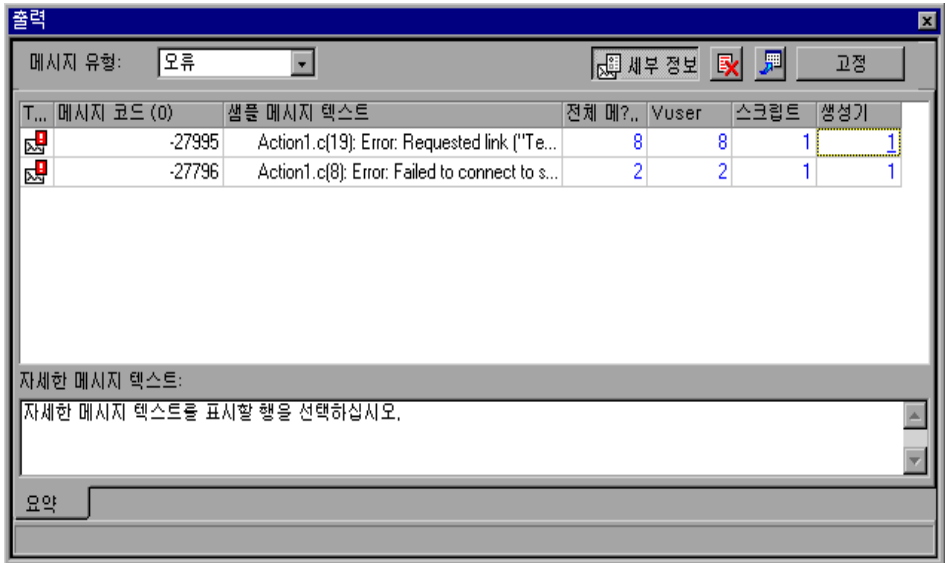 출력
메시지 유형: 오류 세부 정보 고정
T... 메시지 코드 (0) 샘플 메시지 텍스트 전체 메?.. Vuser 스크립트 생성기
-27995 Action1.c(19): Error: Requested link ("Te... 8 8 1 1
-27796 Action1.c(8): Error: Failed to connect to s... 2 2 1 1
자세한 메시지 텍스트:
자세한 메시지 텍스트를 표시할 행을 선택하십시오.
요약